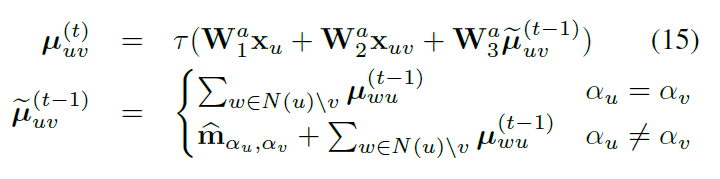 μ_{uv}^{(t)} = τ(W_1^a x_u + W_2^a x_{uv} + W_3^a μ̃_{uv}^{(t-1)}) (15)
μ̃_{uv}^{(t-1)} = { ∑_{w∈N(u)\v} μ_{wu}^{(t-1)} α_u = α_v
m̂_{α_u,α_v} + ∑_{w∈N(u)\v} μ_{wu}^{(t-1)} α_u ≠ α_v